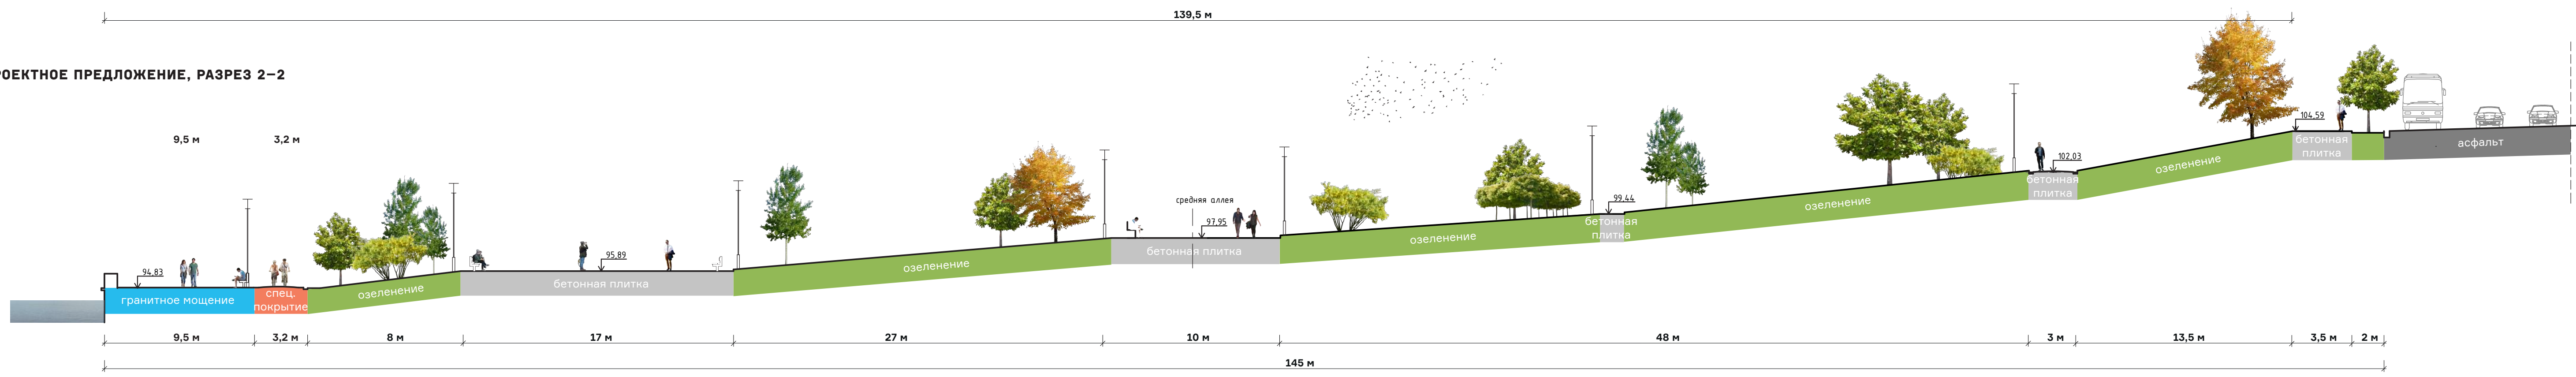 139,5 м
РОЕКТНОЕ ПРЕДЛОЖЕНИЕ, РАЗРЕЗ 2–2
9,5 м
3,2 м
94,83
95,89
средняя аллея
97,95
99,44
102,03
104,59
гранитное мощение
спец.
покрытие
озеленение
бетонная плитка
озеленение
бетонная плитка
озеленение
бетонная
плитка
озеленение
бетонная
плитка
озеленение
бетонная
плитка
асфальт
9,5 м
3,2 м
8 м
17 м
27 м
10 м
48 м
3 м
13,5 м
3,5 м
2 м
145 м